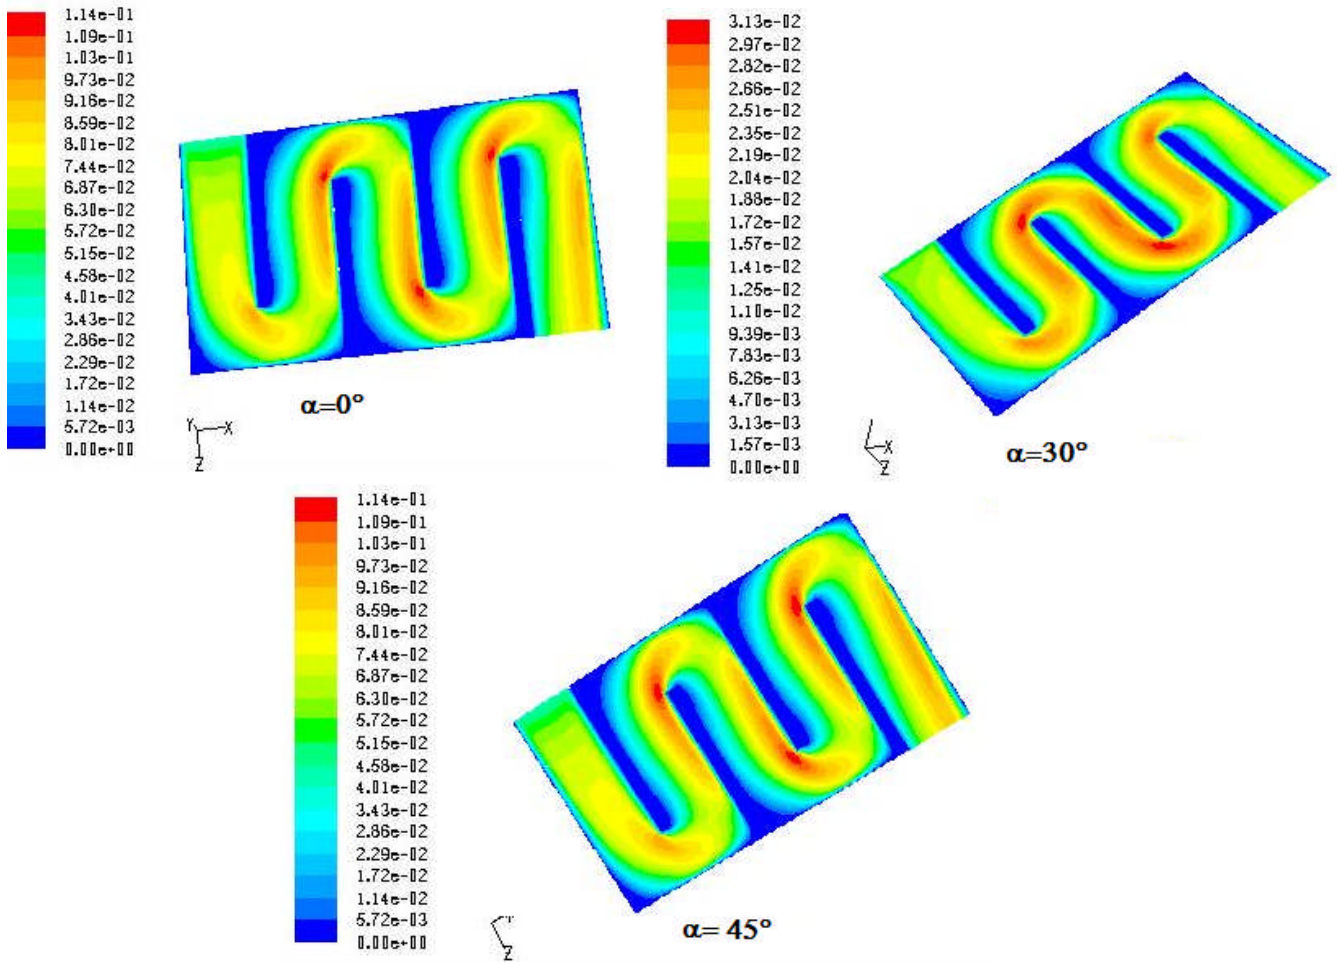 1.14e-01
1.09e-01
1.03e-01
9.73e-02
9.16e-02
8.59e-02
8.01e-02
7.44e-02
6.87e-02
6.30e-02
5.72e-02
5.15e-02
4.58e-02
4.01e-02
3.43e-02
2.86e-02
2.29e-02
1.72e-02
1.14e-02
5.72e-03
0.00e+00
Y X
Z
α=0°
3.13e-02
2.97e-02
2.82e-02
2.66e-02
2.51e-02
2.35e-02
2.19e-02
2.04e-02
1.88e-02
1.72e-02
1.57e-02
1.41e-02
1.25e-02
1.10e-02
9.39e-03
7.83e-03
6.26e-03
4.70e-03
3.13e-03
1.57e-03
0.00e+00
X
Z
α=30°
1.14e-01
1.09e-01
1.03e-01
9.73e-02
9.16e-02
8.59e-02
8.01e-02
7.44e-02
6.87e-02
6.30e-02
5.72e-02
5.15e-02
4.58e-02
4.01e-02
3.43e-02
2.86e-02
2.29e-02
1.72e-02
1.14e-02
5.72e-03
0.00e+00
Z
α= 45°